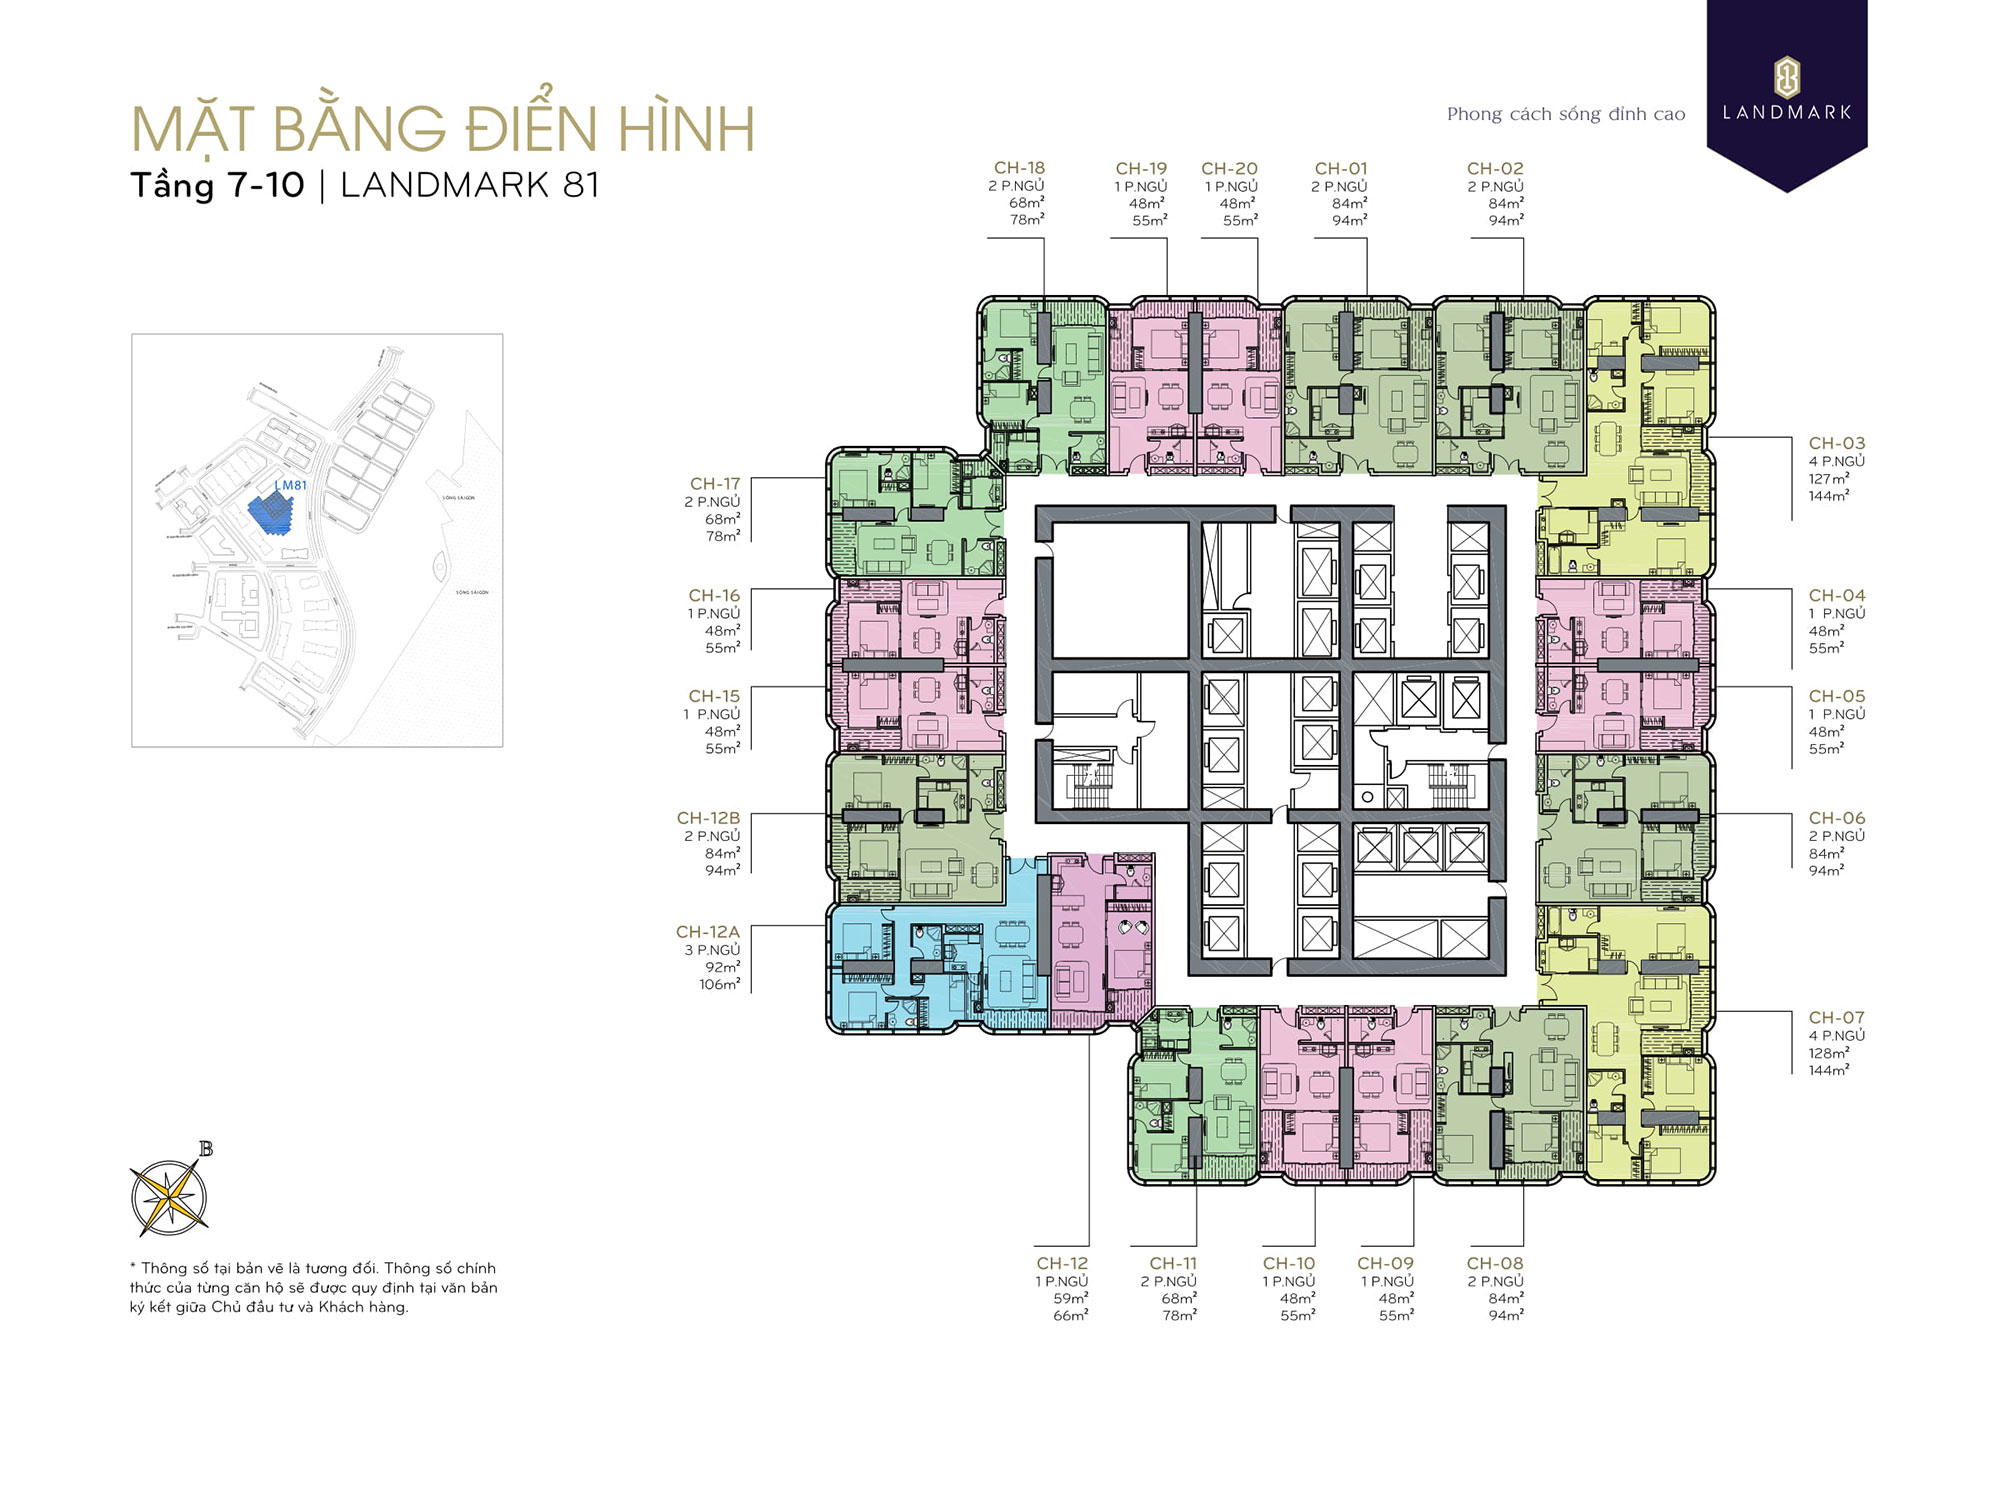 MẶT BẰNG ĐIỂN HÌNH
Tầng 7-10 | LANDMARK 81
Phong cách sống đỉnh cao
LANDMARK
CH-18
2 P.NGỦ
68m²
78m²
CH-19
1 P.NGỦ
48m²
55m²
CH-20
1 P.NGỦ
48m²
55m²
CH-01
2 P.NGỦ
84m²
94m²
CH-02
2 P.NGỦ
84m²
94m²
CH-03
4 P.NGỦ
127m²
144m²
CH-04
1 P.NGỦ
48m²
55m²
CH-05
1 P.NGỦ
48m²
55m²
CH-06
2 P.NGỦ
84m²
94m²
CH-07
4 P.NGỦ
128m²
144m²
CH-17
2 P.NGỦ
68m²
78m²
CH-16
1 P.NGỦ
48m²
55m²
CH-15
1 P.NGỦ
48m²
55m²
CH-12B
2 P.NGỦ
84m²
94m²
CH-12A
3 P.NGỦ
92m²
106m²
CH-12
1 P.NGỦ
59m²
66m²
CH-11
2 P.NGỦ
68m²
78m²
CH-10
1 P.NGỦ
48m²
55m²
CH-09
1 P.NGỦ
48m²
55m²
CH-08
2 P.NGỦ
84m²
94m²
LM81
SÔNG SÀI GÒN
SÔNG SÀI GÒN
B
* Thông số tại bản vẽ là tương đối. Thông số chính
thức của từng căn hộ sẽ được quy định tại văn bản
ký kết giữa Chủ đầu tư và Khách hàng.